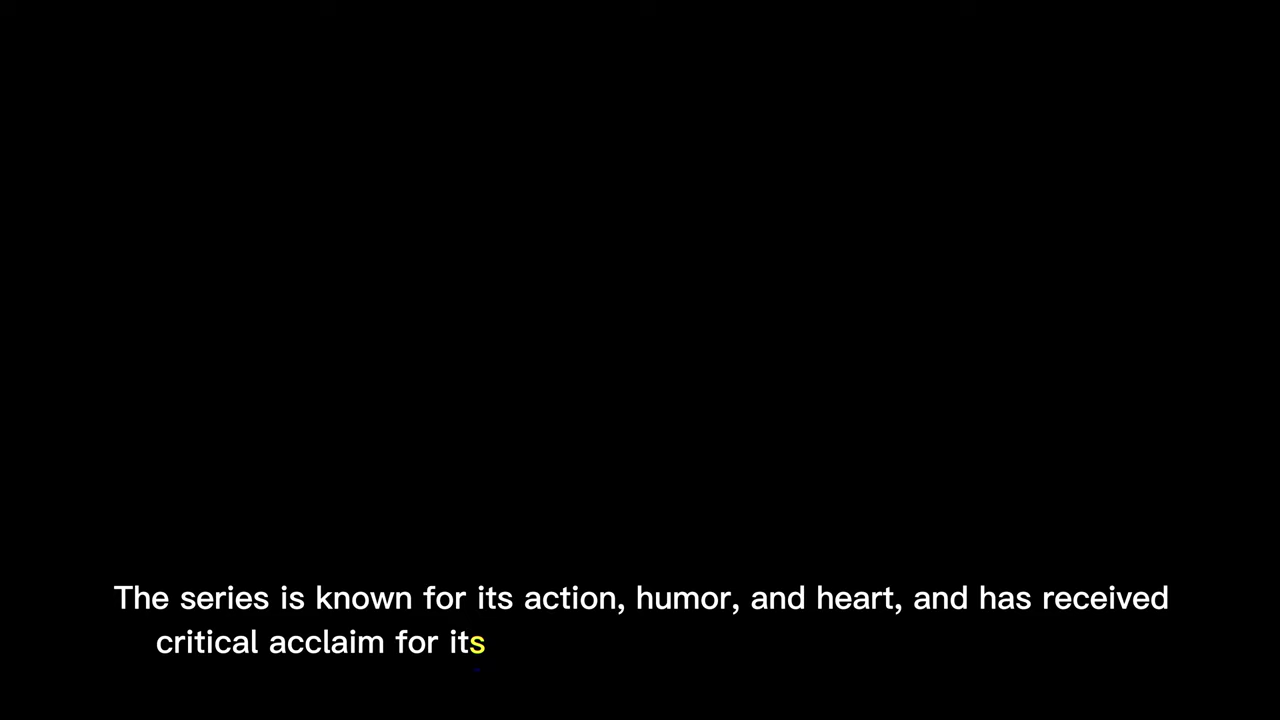 The series is known for its action, humor, and heart, and has received
critical acclaim for its